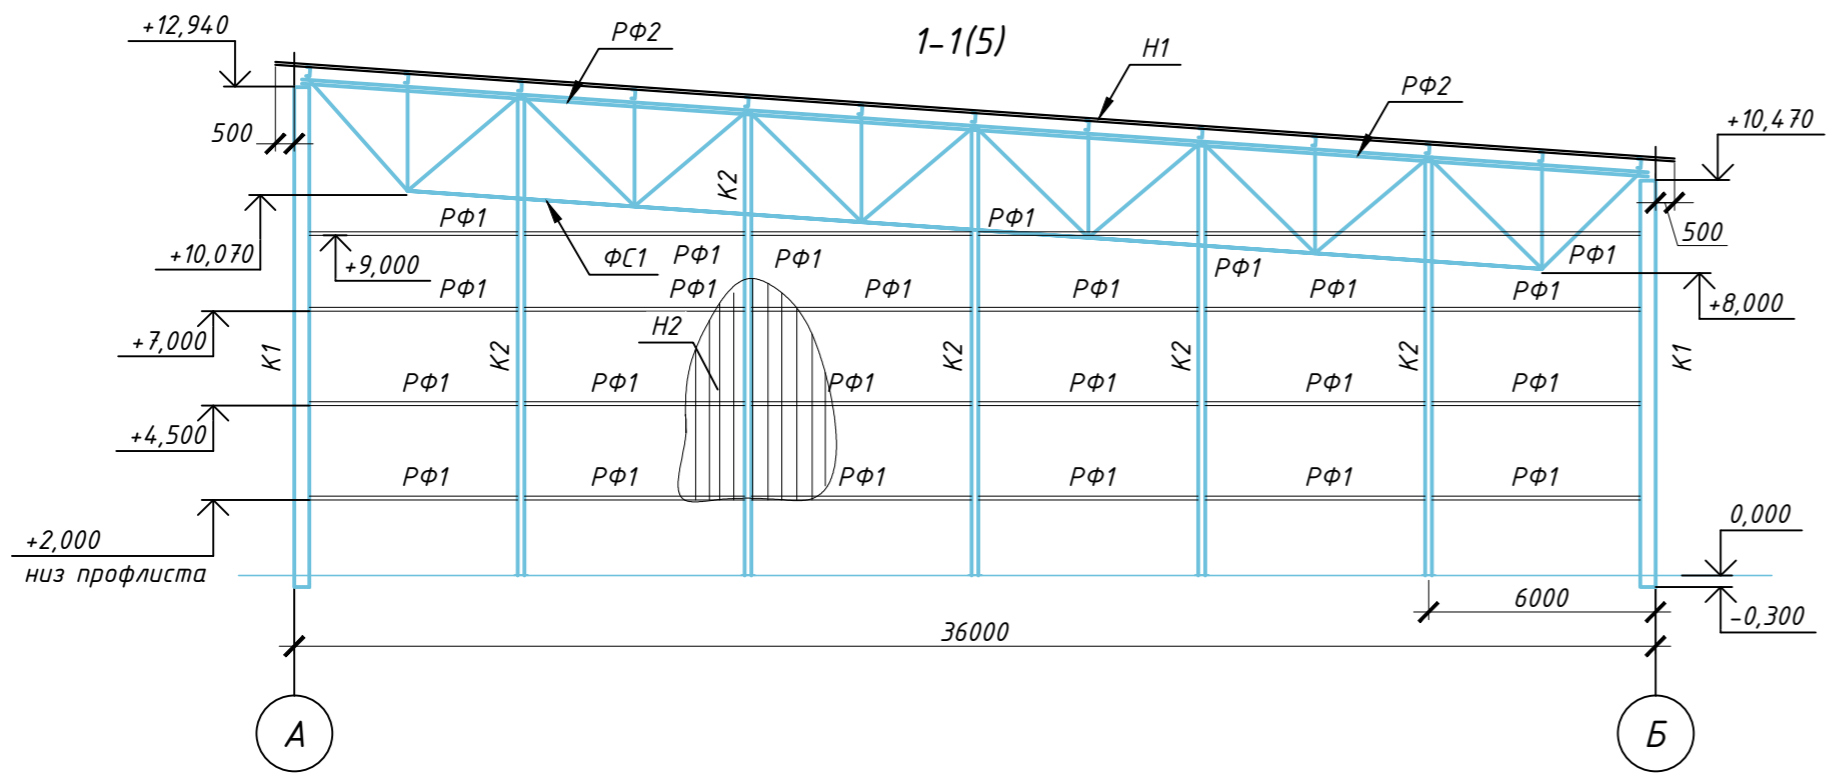 1-1(5)
+12,940
РФ2
Н1
РФ2
+10,470
500
К2
РФ1
РФ1
500
+10,070
+9,000
ФС1
РФ1
РФ1
РФ1
РФ1
+8,000
РФ1
РФ1
РФ1
РФ1
РФ1
РФ1
+7,000
Н2
К1
К2
К2
К2
К2
К1
РФ1
РФ1
РФ1
РФ1
РФ1
РФ1
+4,500
РФ1
РФ1
РФ1
РФ1
РФ1
РФ1
+2,000
низ профлиста
0,000
-0,300
6000
36000
А
Б